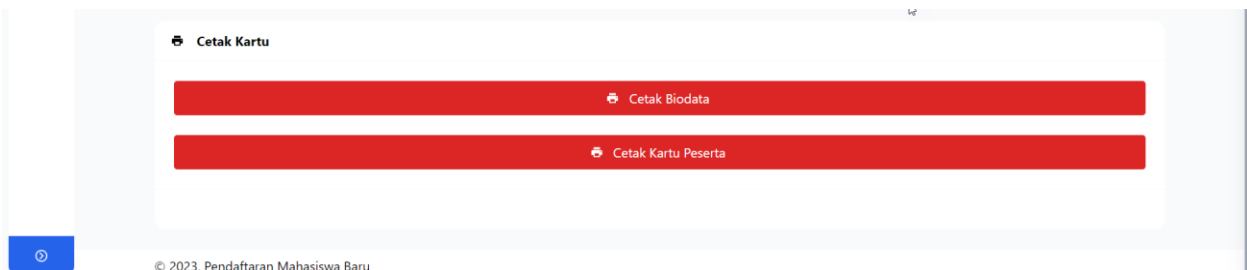 Cetak Kartu
Cetak Biodata
Cetak Kartu Peserta
© 2023. Pendaftaran Mahasiswa Baru